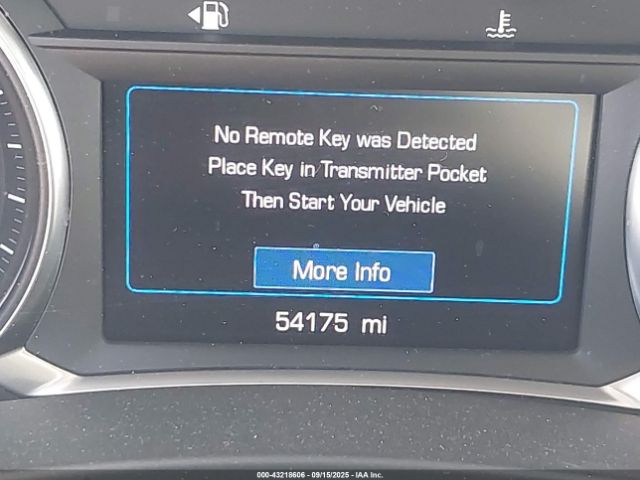 No Remote Key was Detected
Place Key in Transmitter Pocket
Then Start Your Vehicle
More Info
54175 mi
000-43218606 - 09/15/2025 - IAA Inc.